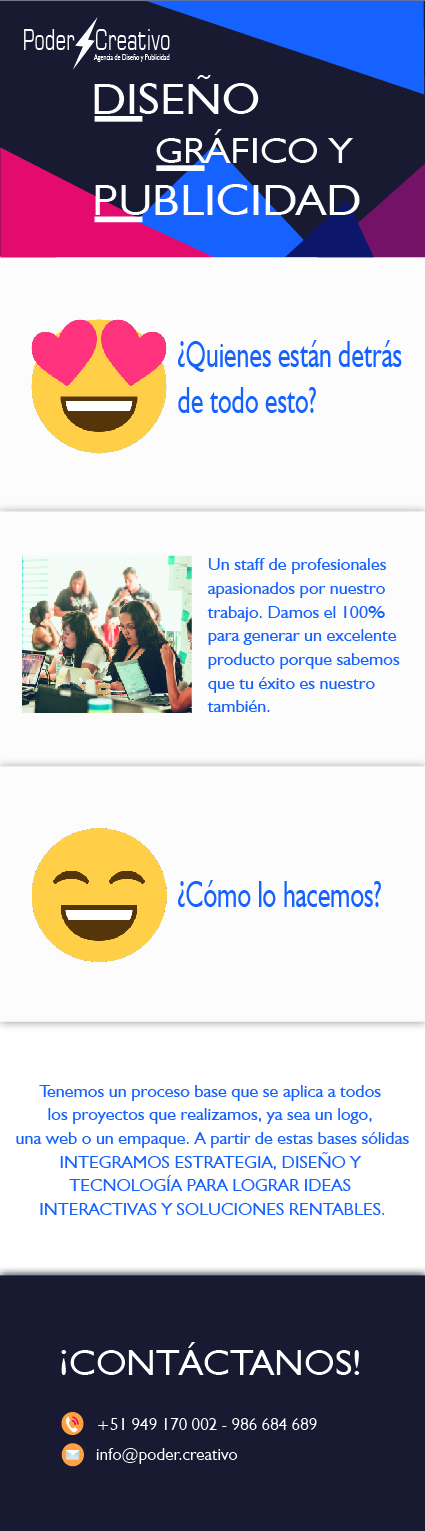 Poder Creativo
Agencia de Diseño y Publicidad
DISEÑO
GRÁFICO Y
PUBLICIDAD
¿Quienes están detrás
de todo esto?
Un staff de profesionales
apasionados por nuestro
trabajo. Damos el 100%
para generar un excelente
producto porque sabemos
que tu éxito es nuestro
también.
¿Cómo lo hacemos?
Tenemos un proceso base que se aplica a todos
los proyectos que realizamos, ya sea un logo,
una web o un empaque. A partir de estas bases sólidas
INTEGRAMOS ESTRATEGIA, DISEÑO Y
TECNOLOGÍA PARA LOGRAR IDEAS
INTERACTIVAS Y SOLUCIONES RENTABLES.
¡CONTÁCTANOS!
+51 949 170 002 - 986 684 689
info@poder.creativo